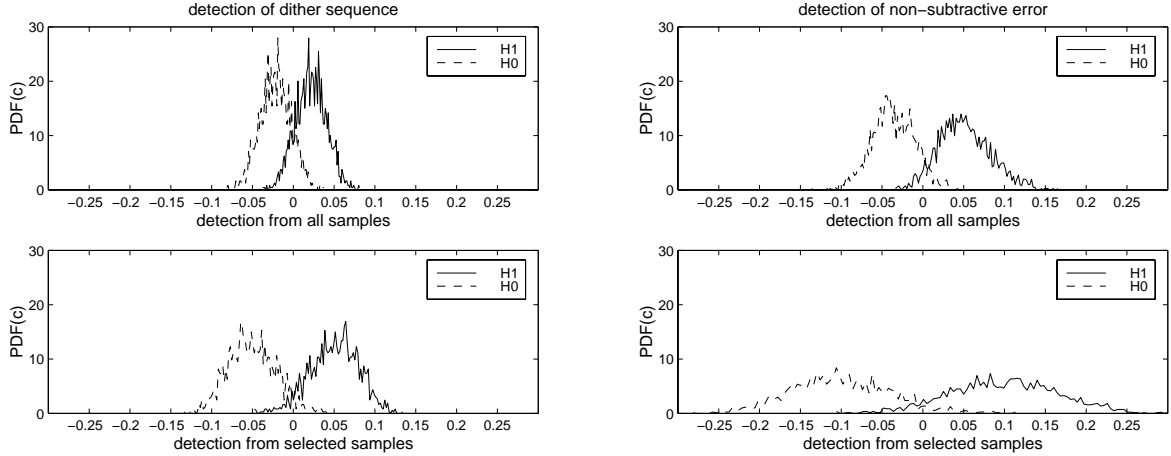 detection of dither sequence
30
20
10
0
PDF(c)
H1
H0
−0.25 −0.2 −0.15 −0.1 −0.05 0 0.05 0.1 0.15 0.2 0.25
detection from all samples
detection of non−subtractive error
30
20
10
0
PDF(c)
H1
H0
−0.25 −0.2 −0.15 −0.1 −0.05 0 0.05 0.1 0.15 0.2 0.25
detection from all samples
30
20
10
0
PDF(c)
H1
H0
−0.25 −0.2 −0.15 −0.1 −0.05 0 0.05 0.1 0.15 0.2 0.25
detection from selected samples
30
20
10
0
PDF(c)
H1
H0
−0.25 −0.2 −0.15 −0.1 −0.05 0 0.05 0.1 0.15 0.2 0.25
detection from selected samples